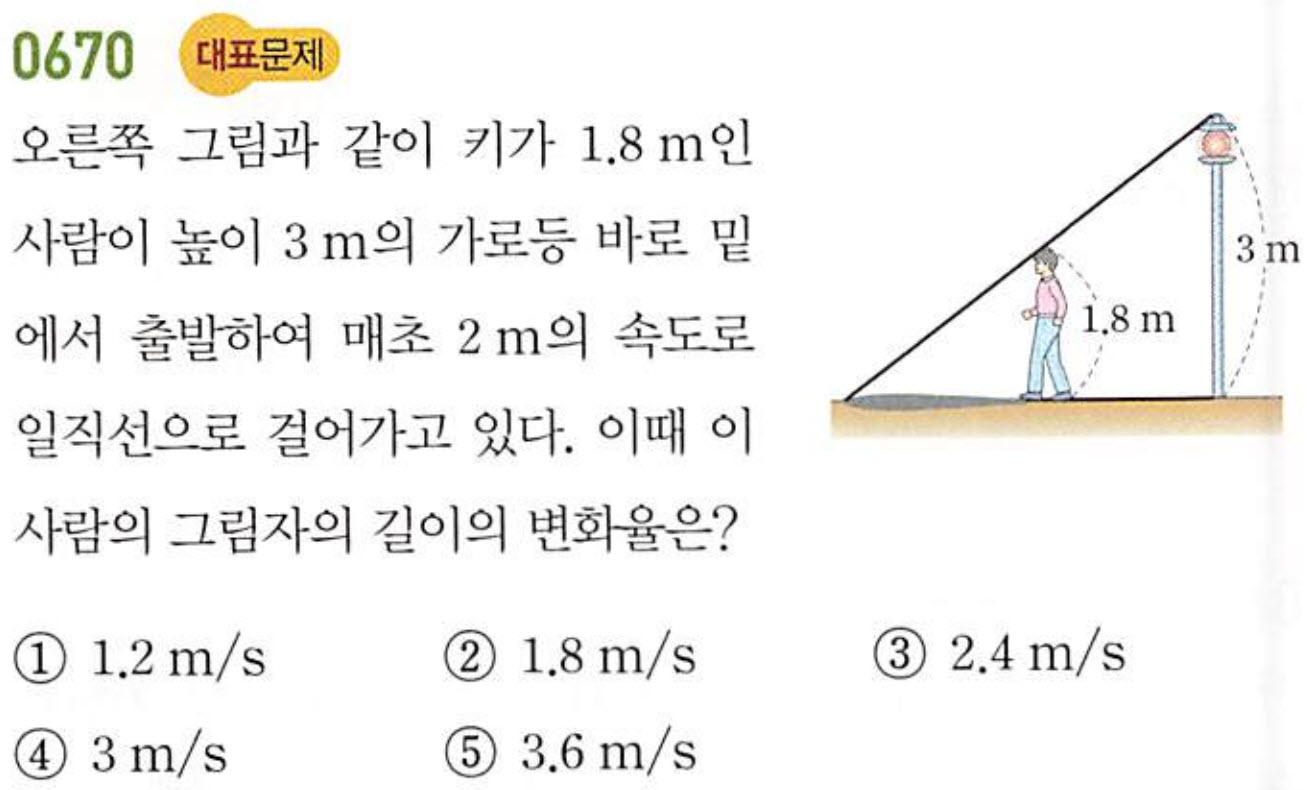 0670 대표문제
오른쪽 그림과 같이 키가 1.8 m인
사람이 높이 3 m의 가로등 바로 밑
에서 출발하여 매초 2 m의 속도로
일직선으로 걸어가고 있다. 이때 이
사람의 그림자의 길이의 변화율은?
3 m
1.8 m
① 1.2 m/s ② 1.8 m/s ③ 2.4 m/s
④ 3 m/s ⑤ 3.6 m/s